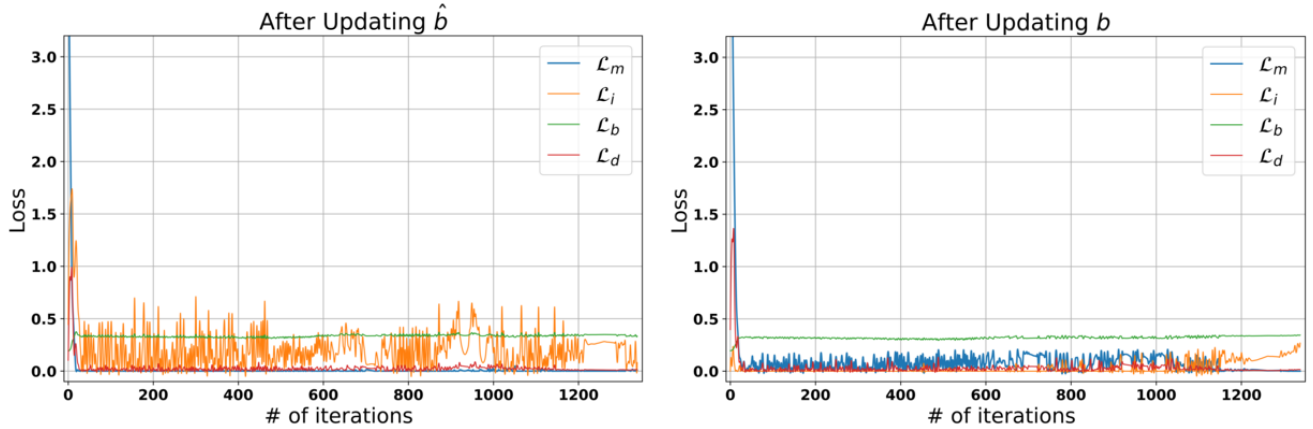 After Updating b̂
3.0
2.5
2.0
1.5
1.0
0.5
0.0
Loss
0 200 400 600 800 1000 1200
# of iterations
ℒm
ℒi
ℒb
ℒd
After Updating b
3.0
2.5
2.0
1.5
1.0
0.5
0.0
Loss
0 200 400 600 800 1000 1200
# of iterations
ℒm
ℒi
ℒb
ℒd